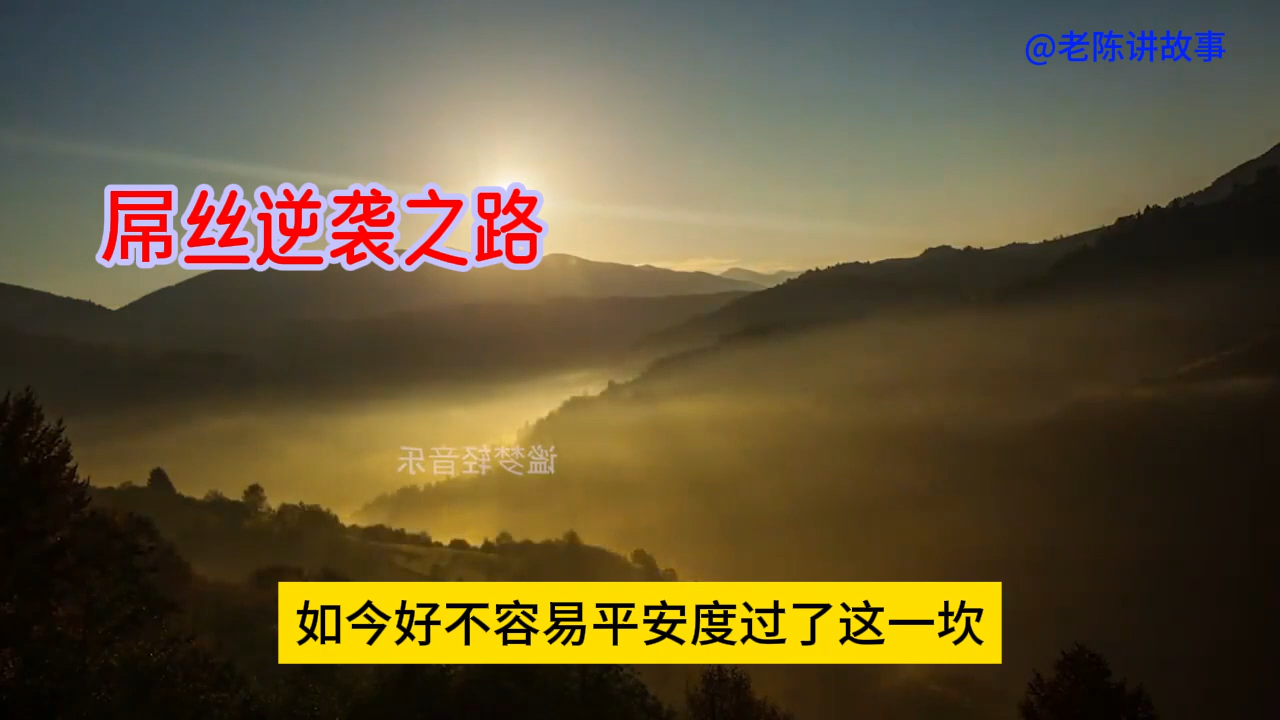 @老陈讲故事
屌丝逆袭之路
谧梦轻音乐
如今好不容易平安度过了这一坎